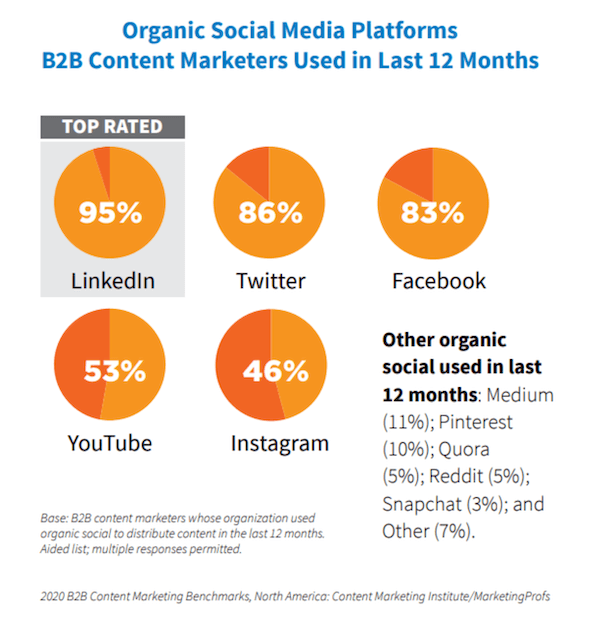 Organic Social Media Platforms
B2B Content Marketers Used in Last 12 Months
TOP RATED
95%
LinkedIn
86%
Twitter
83%
Facebook
53%
YouTube
46%
Instagram
Other organic
social used in last
12 months: Medium
(11%); Pinterest
(10%); Quora
(5%); Reddit (5%);
Snapchat (3%); and
Other (7%).
Base: B2B content marketers whose organization used
organic social to distribute content in the last 12 months.
Aided list; multiple responses permitted.
2020 B2B Content Marketing Benchmarks, North America: Content Marketing Institute/MarketingProfs